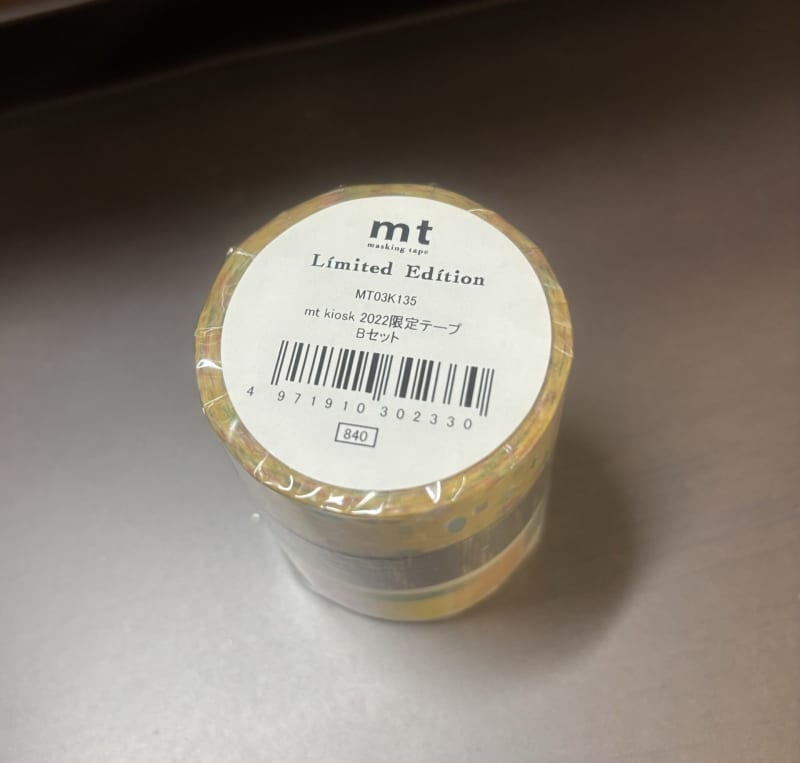 mt
masking tape
Limited Edition
MT03K135
mt kiosk 2022限定テープ
Bセット
4 971910 302330
840